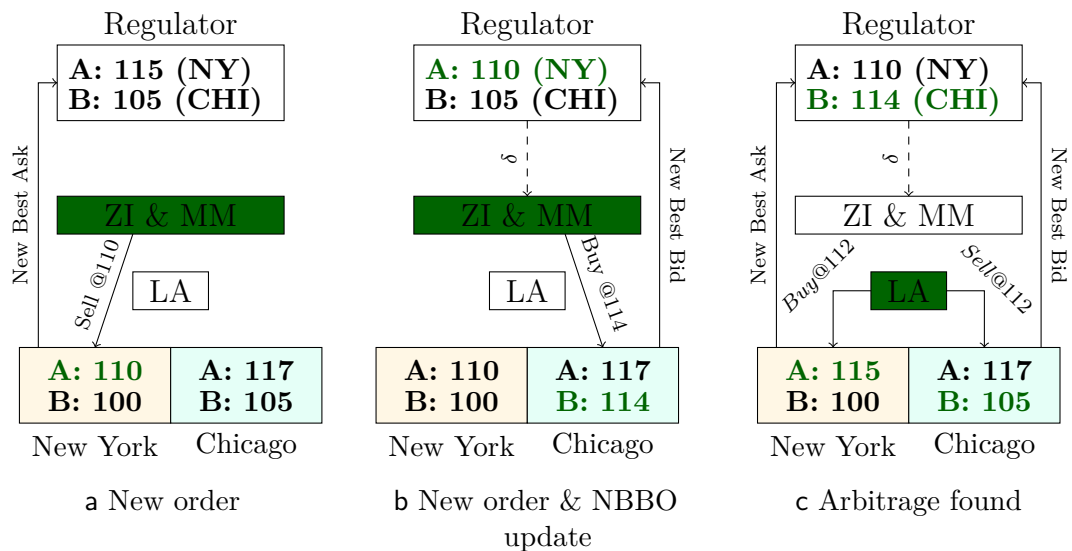 Regulator
A: 115 (NY)
B: 105 (CHI)
New Best Ask
ZI & MM
Sell @110
LA
A: 110
B: 100
A: 117
B: 105
New York
Chicago
a New order
Regulator
A: 110 (NY)
B: 105 (CHI)
δ
New Best Bid
ZI & MM
Buy @114
LA
A: 110
B: 100
A: 117
B: 114
New York
Chicago
b New order & NBBO
update
Regulator
A: 110 (NY)
B: 114 (CHI)
New Best Ask
δ
New Best Bid
ZI & MM
Buy@112
Sell@112
LA
A: 115
B: 100
A: 117
B: 105
New York
Chicago
c Arbitrage found